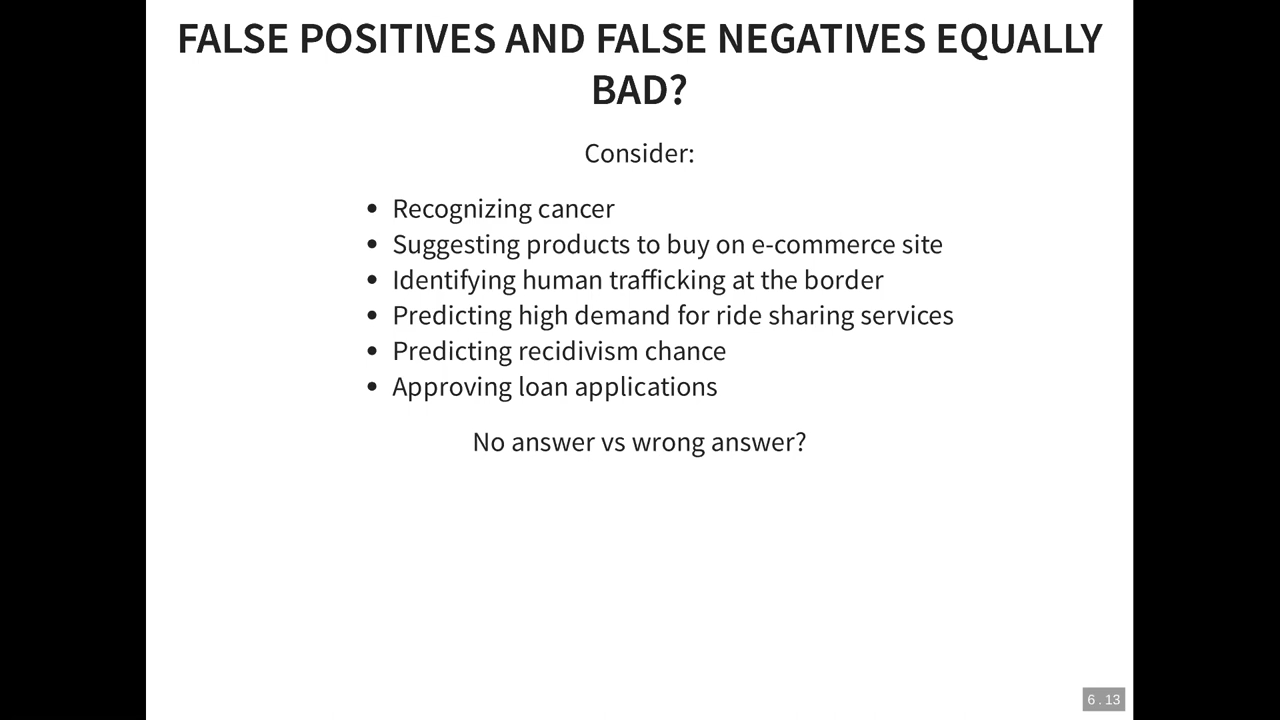 FALSE POSITIVES AND FALSE NEGATIVES EQUALLY
BAD?
Consider:
• Recognizing cancer
• Suggesting products to buy on e-commerce site
• Identifying human trafficking at the border
• Predicting high demand for ride sharing services
• Predicting recidivism chance
• Approving loan applications
No answer vs wrong answer?
6 . 13